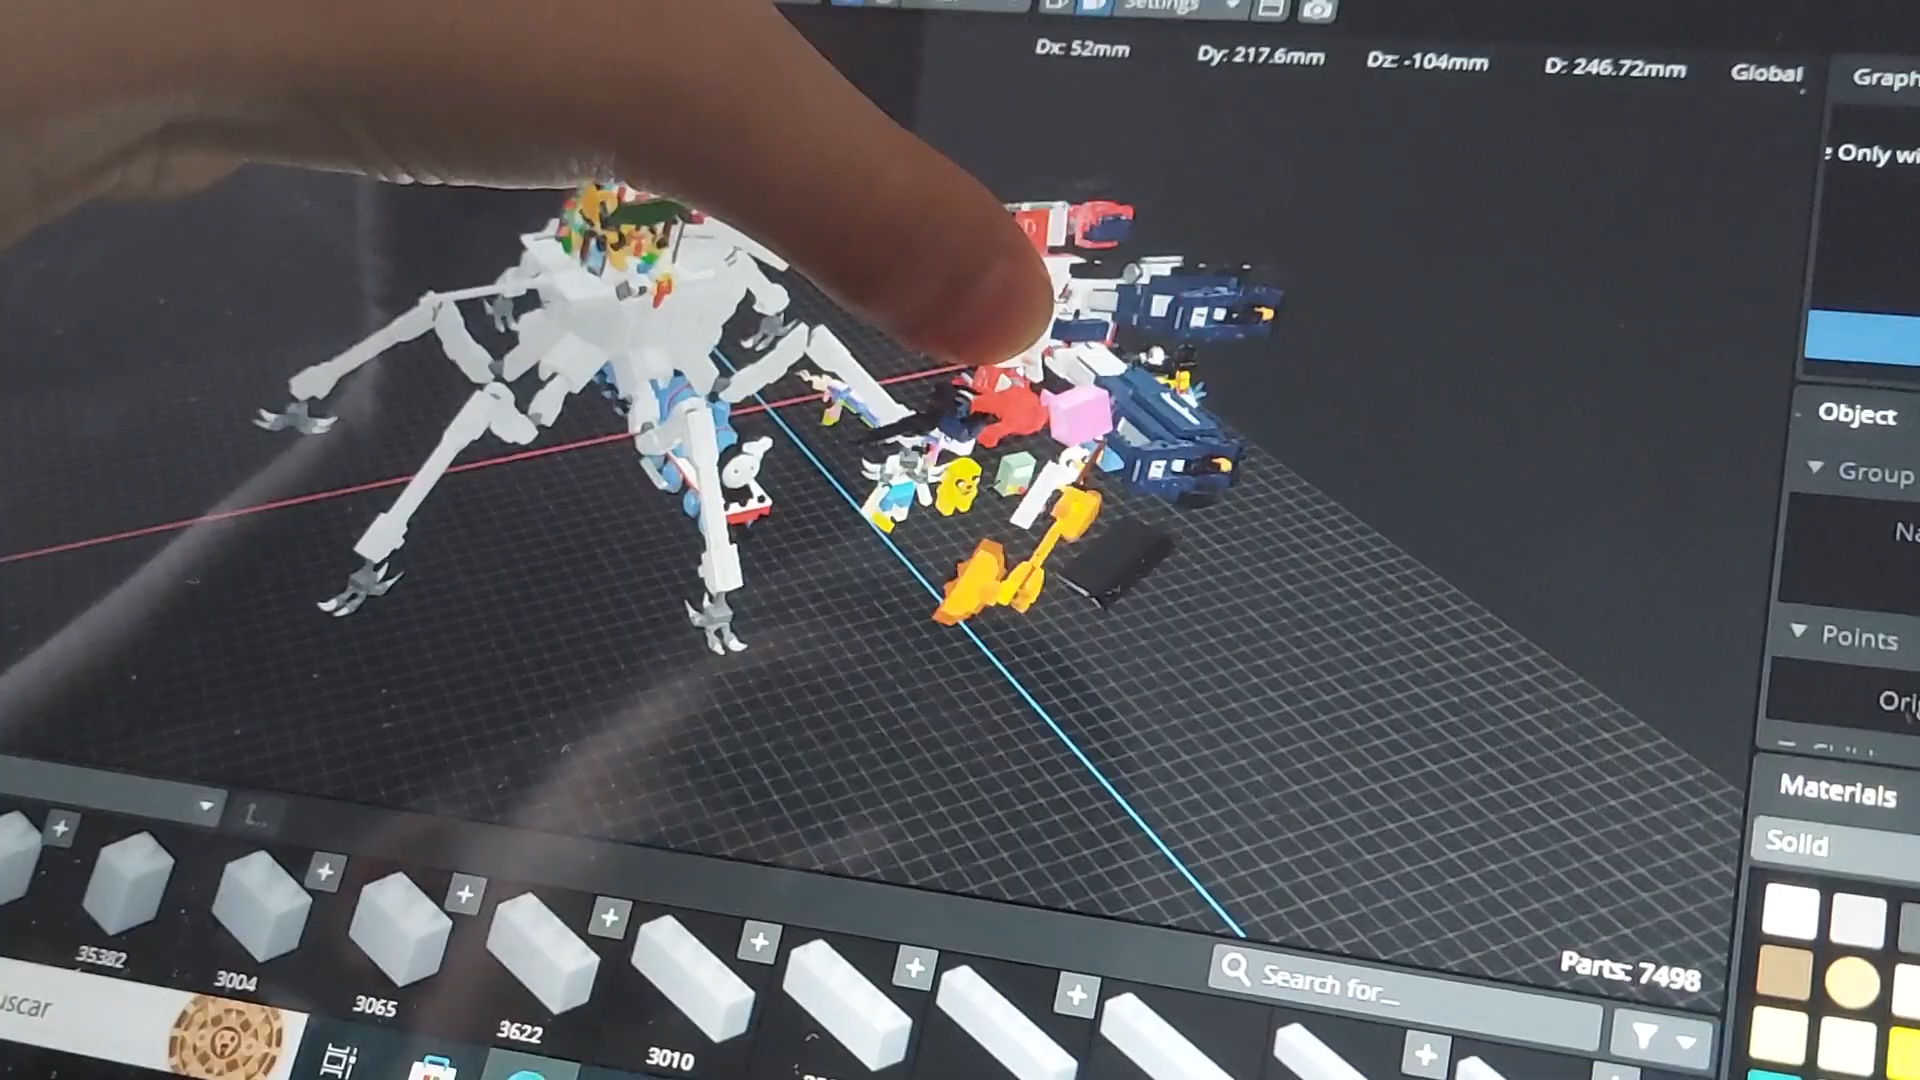 Settings
Dx: 52mm
Dy: 217.6mm
Dz: -104mm
D: 246.72mm
Global
Graph
Only wi
Object
Group
Na
Points
Ori
Materials
Solid
Parts: 7498
Search for...
35382
3004
3065
3622
3010
uscar